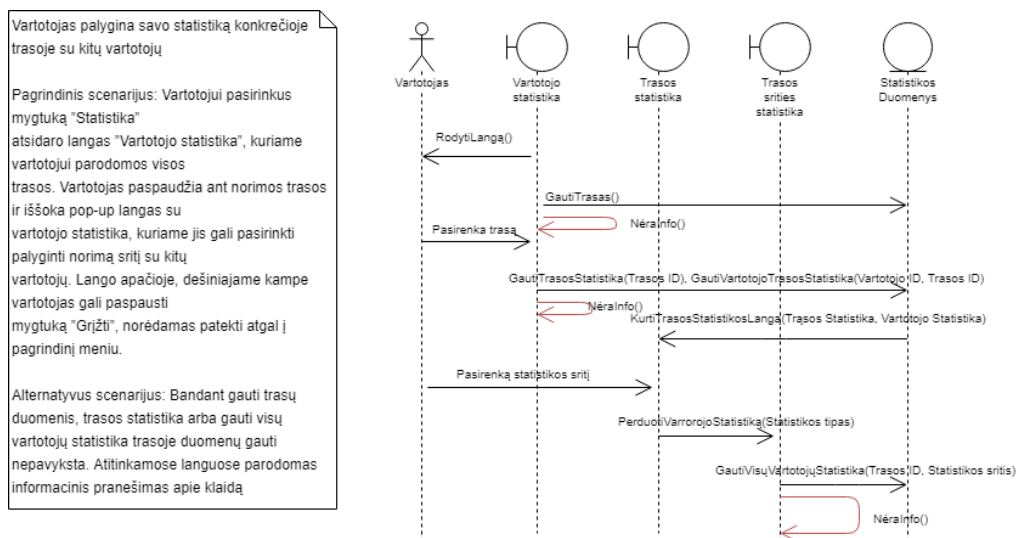 Vartotojas palygina savo statistiką konkrečioje
trasoje su kitų vartotojų
Pagrindinis scenarijus: Vartotojui pasirinkus
mygtuką "Statistika"
atsidaro langas "Vartotojo statistika", kuriame
vartotojui parodomos visos
trasos. Vartotojas paspaudžia ant norimos trasos
ir iššoka pop-up langas su
vartotojo statistika, kuriame jis gali pasirinkti
palyginti norimą sritį su kitų
vartotojų. Lango apačioje, dešiniajame kampe
vartotojas gali paspausti
mygtuką "Grįžti", norėdamas patekti atgal į
pagrindinį meniu.
Alternatyvus scenarijus: Bandant gauti trasų
duomenis, trasos statistika arba gauti visų
vartotojų statistika trasoje duomenų gauti
nepavyksta. Atitinkamose languose parodomas
informacinis pranešimas apie klaidą
Vartotojas
Vartotojo
statistika
Trasos
statistika
Trasos
srities
statistika
Statistikos
Duomenys
RodytiLangą()
GautiTrasas()
NėraInfo()
Pasirenka trasą
GautiTrasosStatistika(Trasos ID), GautiVartotojoTrasosStatistika(Vartotojo ID, Trasos ID)
NėraInfo()
KurtiTrasosStatistikosLangą(Trasos Statistika, Vartotojo Statistika)
Pasirenka statistikos sritį
PerduotiVarrorojoStatistiką(Statistikos tipas)
GautiVisųVartotojųStatistika(Trasos ID, Statistikos sritis)
NėraInfo()